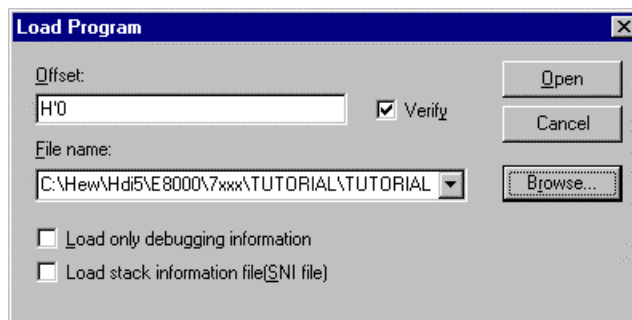 Load Program
Offset:
Open
H'0
Verify
Cancel
File name:
C:\Hew\Hdi5\E8000\7xxx\TUTORIAL\TUTORIAL
Browse...
Load only debugging information
Load stack information file(SNI file)